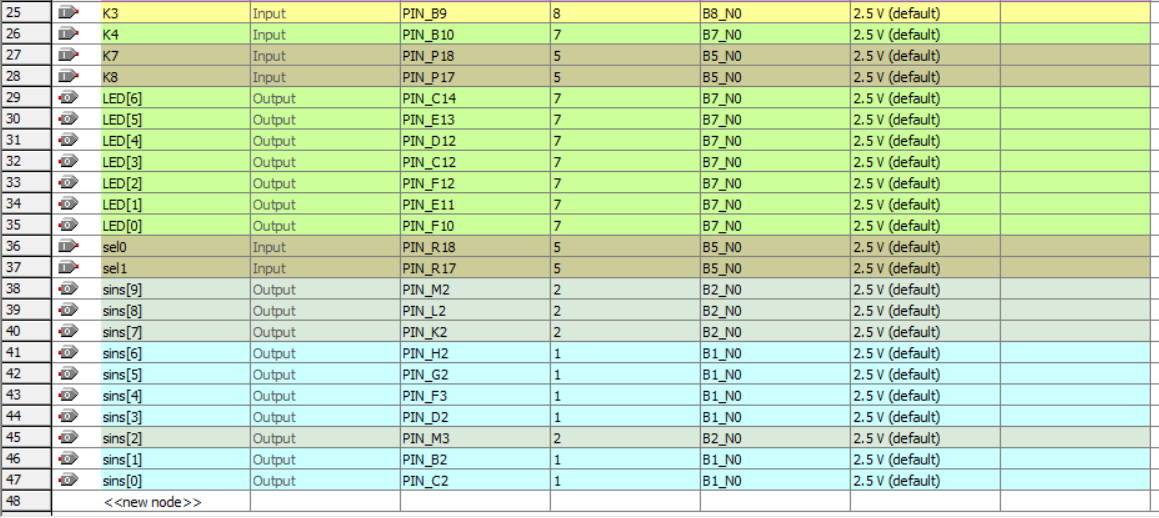 25 K3 Input PIN_B9 8 B8_N0 2.5 V (default)
26 K4 Input PIN_B10 7 B7_N0 2.5 V (default)
27 K7 Input PIN_P18 5 B5_N0 2.5 V (default)
28 K8 Input PIN_P17 5 B5_N0 2.5 V (default)
29 LED[6] Output PIN_C14 7 B7_N0 2.5 V (default)
30 LED[5] Output PIN_E13 7 B7_N0 2.5 V (default)
31 LED[4] Output PIN_D12 7 B7_N0 2.5 V (default)
32 LED[3] Output PIN_C12 7 B7_N0 2.5 V (default)
33 LED[2] Output PIN_F12 7 B7_N0 2.5 V (default)
34 LED[1] Output PIN_E11 7 B7_N0 2.5 V (default)
35 LED[0] Output PIN_F10 7 B7_N0 2.5 V (default)
36 sel0 Input PIN_R18 5 B5_N0 2.5 V (default)
37 sel1 Input PIN_R17 5 B5_N0 2.5 V (default)
38 sins[9] Output PIN_M2 2 B2_N0 2.5 V (default)
39 sins[8] Output PIN_L2 2 B2_N0 2.5 V (default)
40 sins[7] Output PIN_K2 2 B2_N0 2.5 V (default)
41 sins[6] Output PIN_H2 1 B1_N0 2.5 V (default)
42 sins[5] Output PIN_G2 1 B1_N0 2.5 V (default)
43 sins[4] Output PIN_F3 1 B1_N0 2.5 V (default)
44 sins[3] Output PIN_D2 1 B1_N0 2.5 V (default)
45 sins[2] Output PIN_M3 2 B2_N0 2.5 V (default)
46 sins[1] Output PIN_B2 1 B1_N0 2.5 V (default)
47 sins[0] Output PIN_C2 1 B1_N0 2.5 V (default)
48 <<new node>>